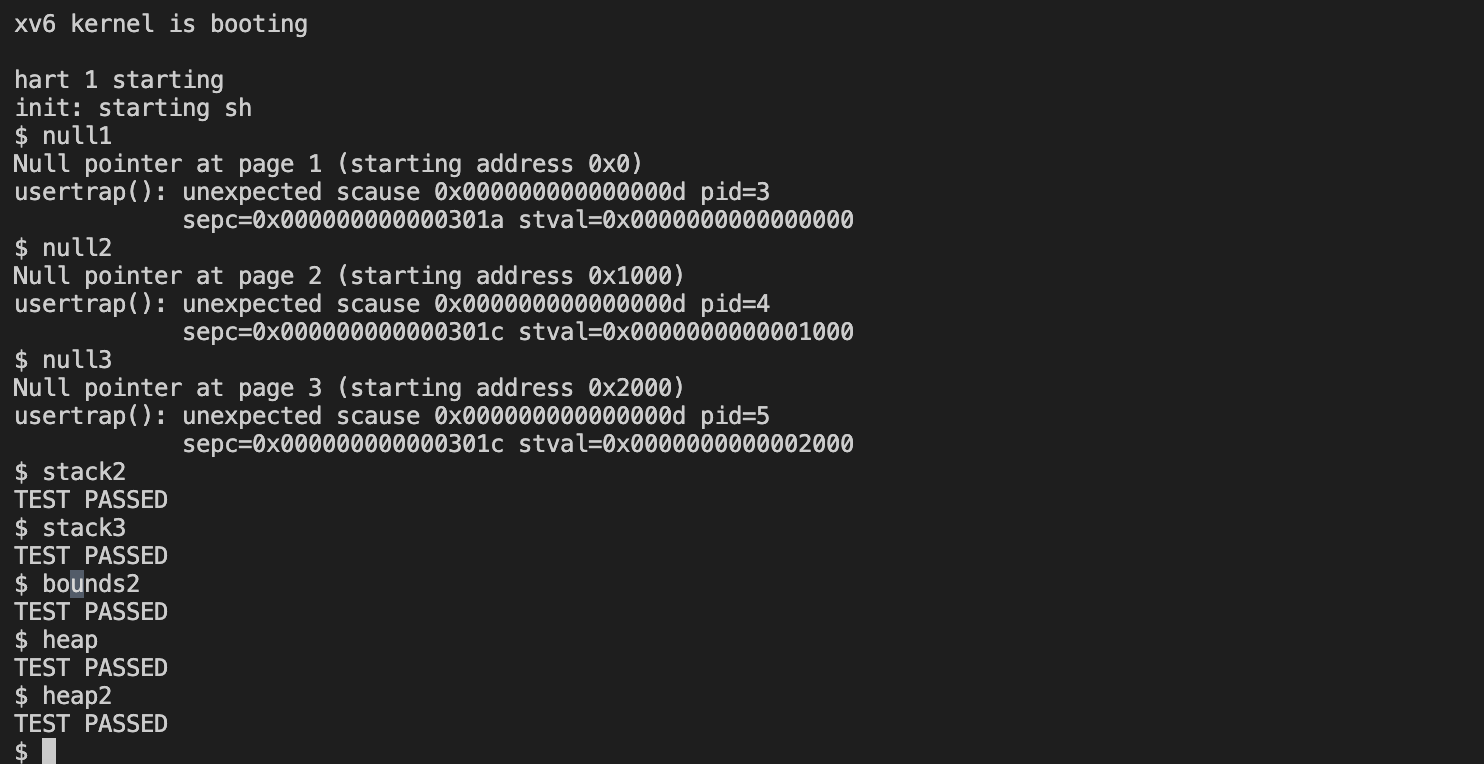 xv6 kernel is booting
hart 1 starting
init: starting sh
$ null1
Null pointer at page 1 (starting address 0x0)
usertrap(): unexpected scause 0x000000000000000d pid=3
sepc=0x000000000000301a stval=0x0000000000000000
$ null2
Null pointer at page 2 (starting address 0x1000)
usertrap(): unexpected scause 0x000000000000000d pid=4
sepc=0x000000000000301c stval=0x0000000000001000
$ null3
Null pointer at page 3 (starting address 0x2000)
usertrap(): unexpected scause 0x000000000000000d pid=5
sepc=0x000000000000301c stval=0x0000000000002000
$ stack2
TEST PASSED
$ stack3
TEST PASSED
$ bounds2
TEST PASSED
$ heap
TEST PASSED
$ heap2
TEST PASSED
$